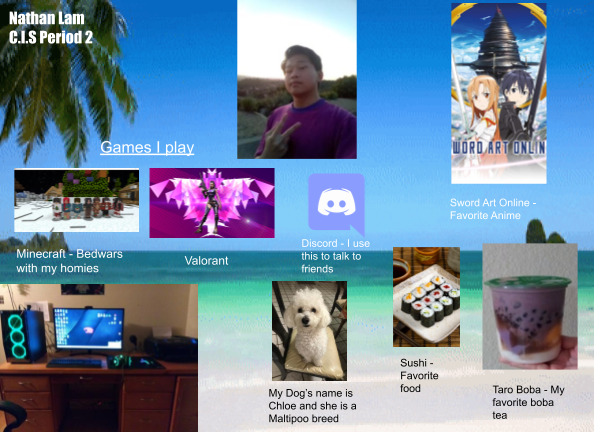 Nathan Lam
C.I.S Period 2
Games I play
WORD ART ONLIN
Sword Art Online -
Favorite Anime
Minecraft - Bedwars
with my homies
Valorant
Discord - I use
this to talk to
friends
My Dog's name is
Chloe and she is a
Maltipoo breed
Sushi -
Favorite
food
Taro Boba - My
favorite boba
tea